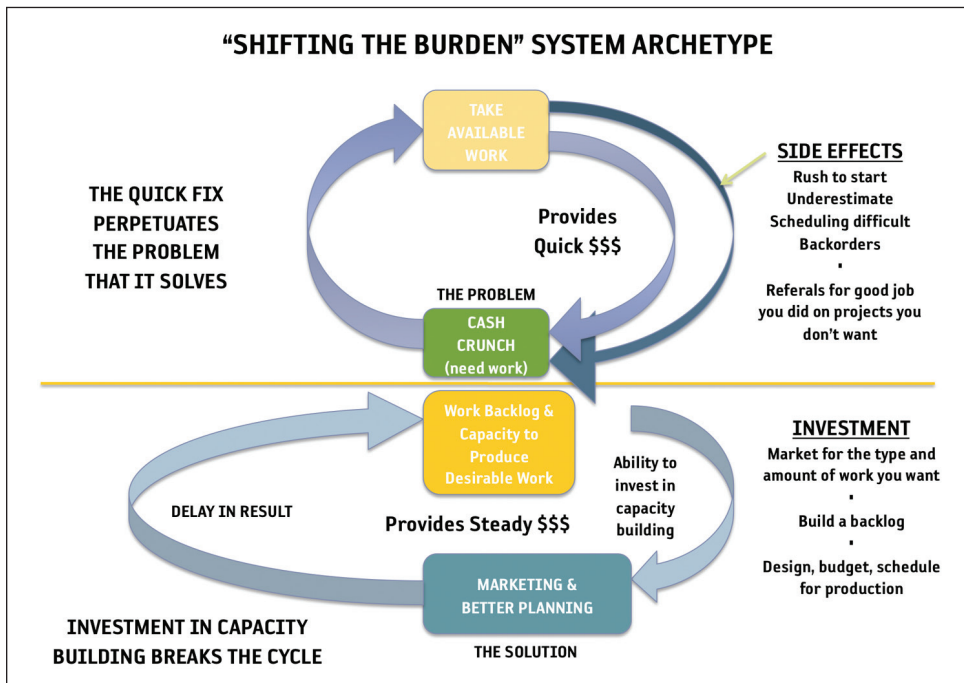 “SHIFTING THE BURDEN” SYSTEM ARCHETYPE
TAKE
AVAILABLE
WORK
THE QUICK FIX
PERPETUATES
THE PROBLEM
THAT IT SOLVES
Provides
Quick $$$
SIDE EFFECTS
Rush to start
Underestimate
Scheduling difficult
Backorders
·
Referals for good job
you did on projects you
don’t want
THE PROBLEM
CASH
CRUNCH
(need work)
Work Backlog &
Capacity to
Produce
Desirable Work
DELAY IN RESULT
Provides Steady $$$
Ability to
invest in
capacity
building
INVESTMENT
Market for the type and
amount of work you want
·
Build a backlog
·
Design, budget, schedule
for production
MARKETING &
BETTER PLANNING
THE SOLUTION
INVESTMENT IN CAPACITY
BUILDING BREAKS THE CYCLE